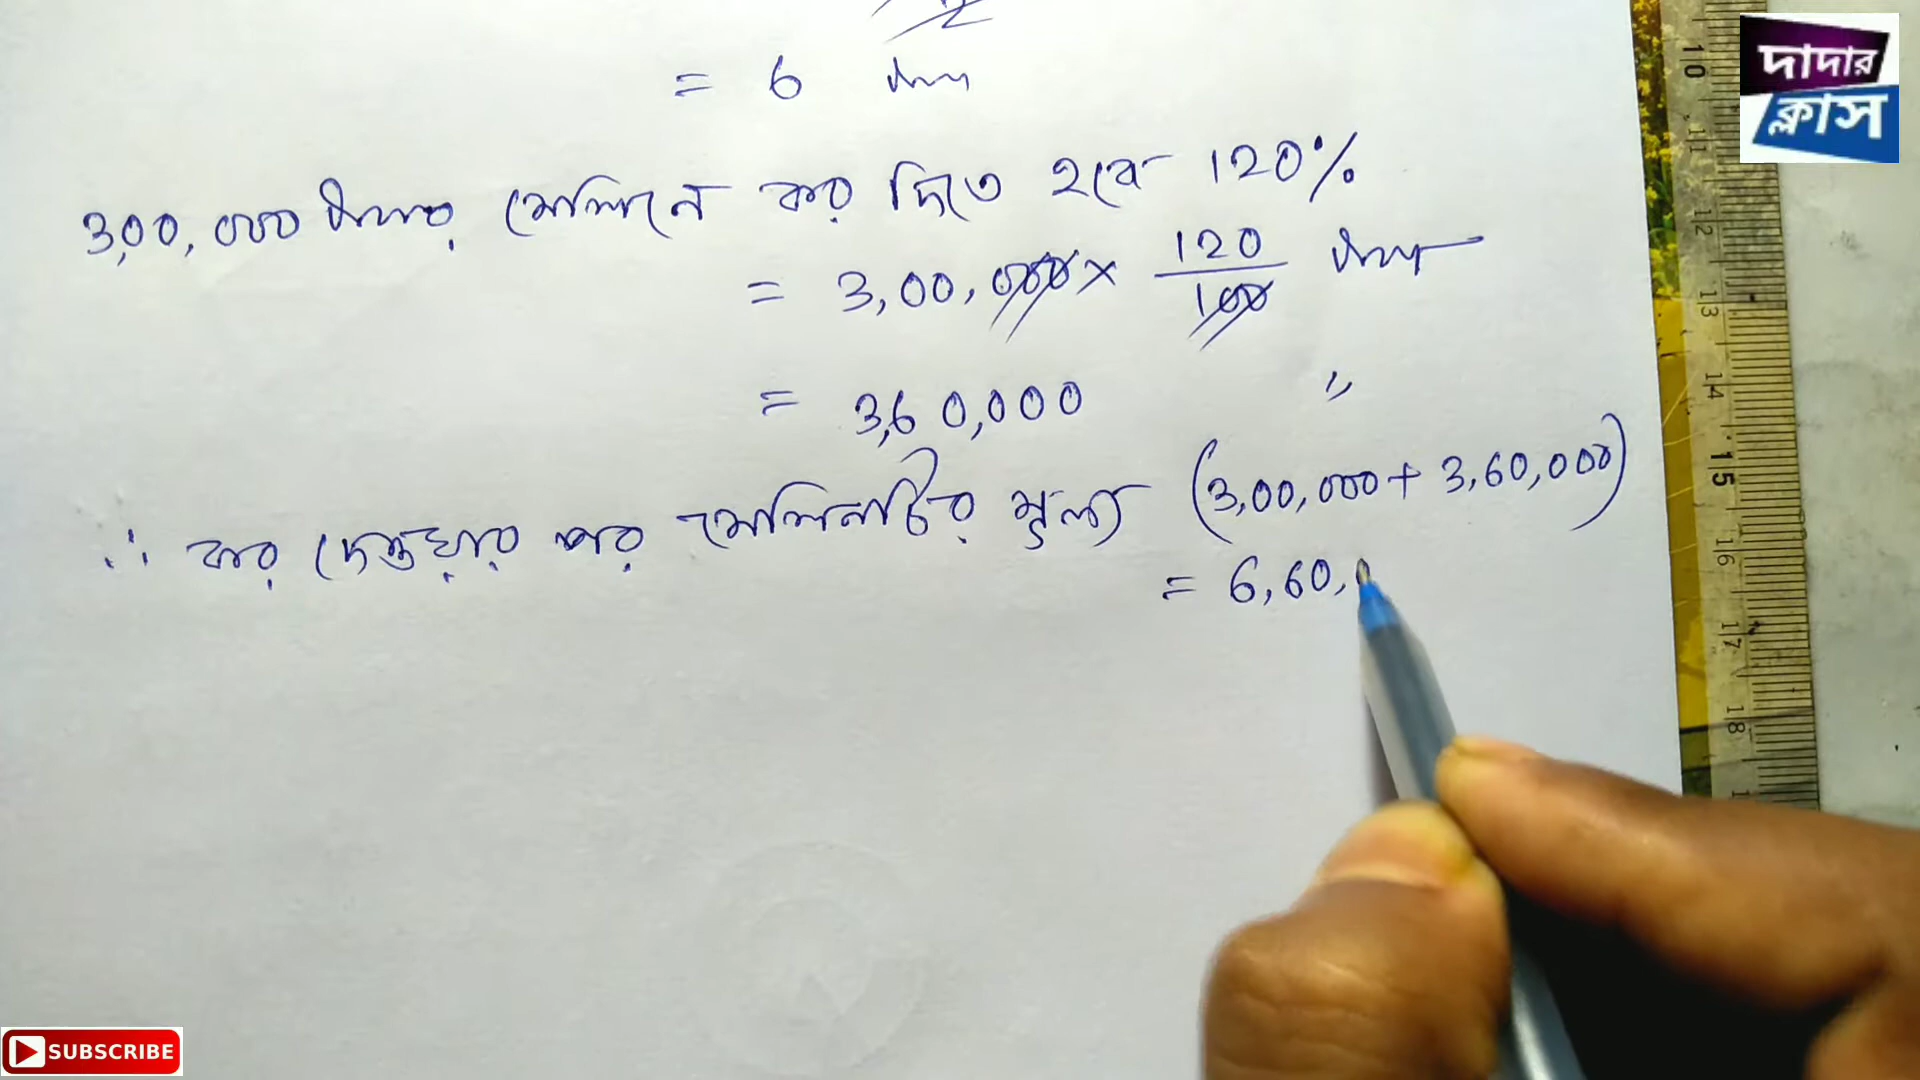 = 6 টাকা
3,00,000 টাকার মেশিনে কর দিতে হবে 120%
= 3,00,000 × 120/100 টাকা
= 3,60,000 "
∴ কর দেওয়ার পর মেশিনটির মূল্য (3,00,000 + 3,60,000)
= 6,60,0
দাদার
ক্লাস
SUBSCRIBE
10
11
12
13
14
15
16
17
18